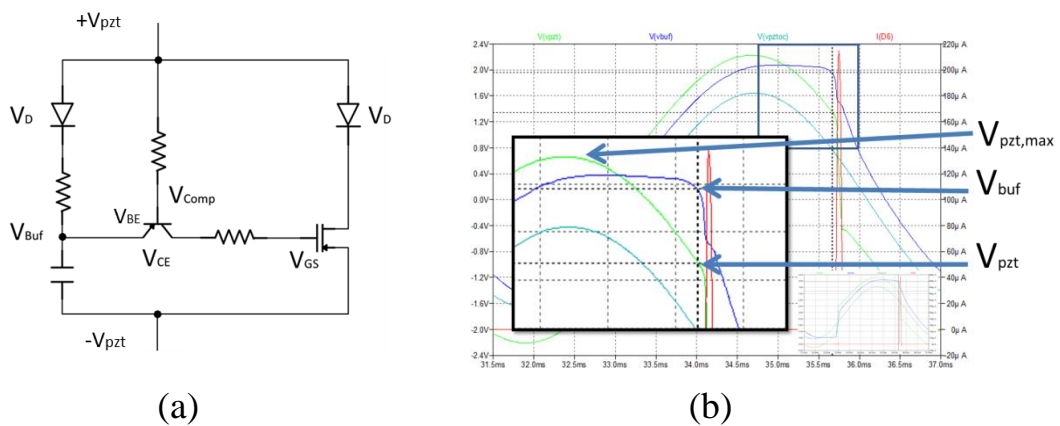 +Vpzt
VD
VD
VComp
VBE
VBuf
VCE
VGS
-Vpzt
(a)
V(vpzt) V(vbuf) V(vpztoc) I(D6)
2.4V 220µA
2.0V 200µA
1.6V 180µA
1.2V 160µA
0.8V 140µA
0.4V 120µA
0.0V 100µA
-0.4V 80µA
-0.8V 60µA
-1.2V 40µA
-1.6V 20µA
-2.0V 0µA
-2.4V 20µA
31.5ms 32.0ms 32.5ms 33.0ms 33.5ms 34.0ms 34.5ms 35.0ms 35.5ms 36.0ms 36.5ms 37.0ms
Vpzt,max
Vbuf
Vpzt
(b)